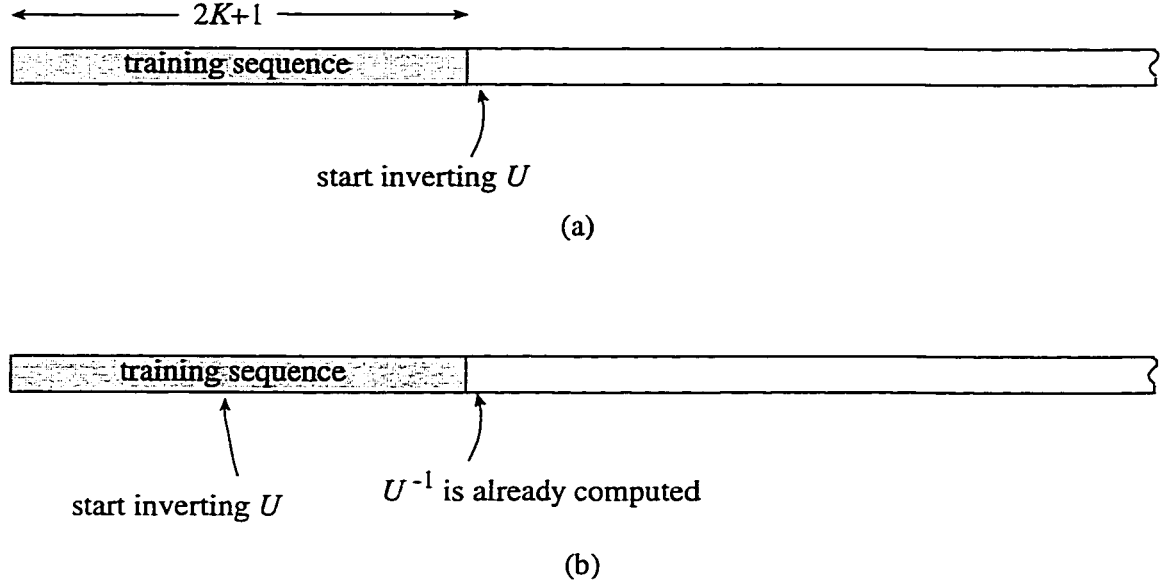 2K+1
training sequence
start inverting U
(a)
training sequence
start inverting U
U⁻¹ is already computed
(b)